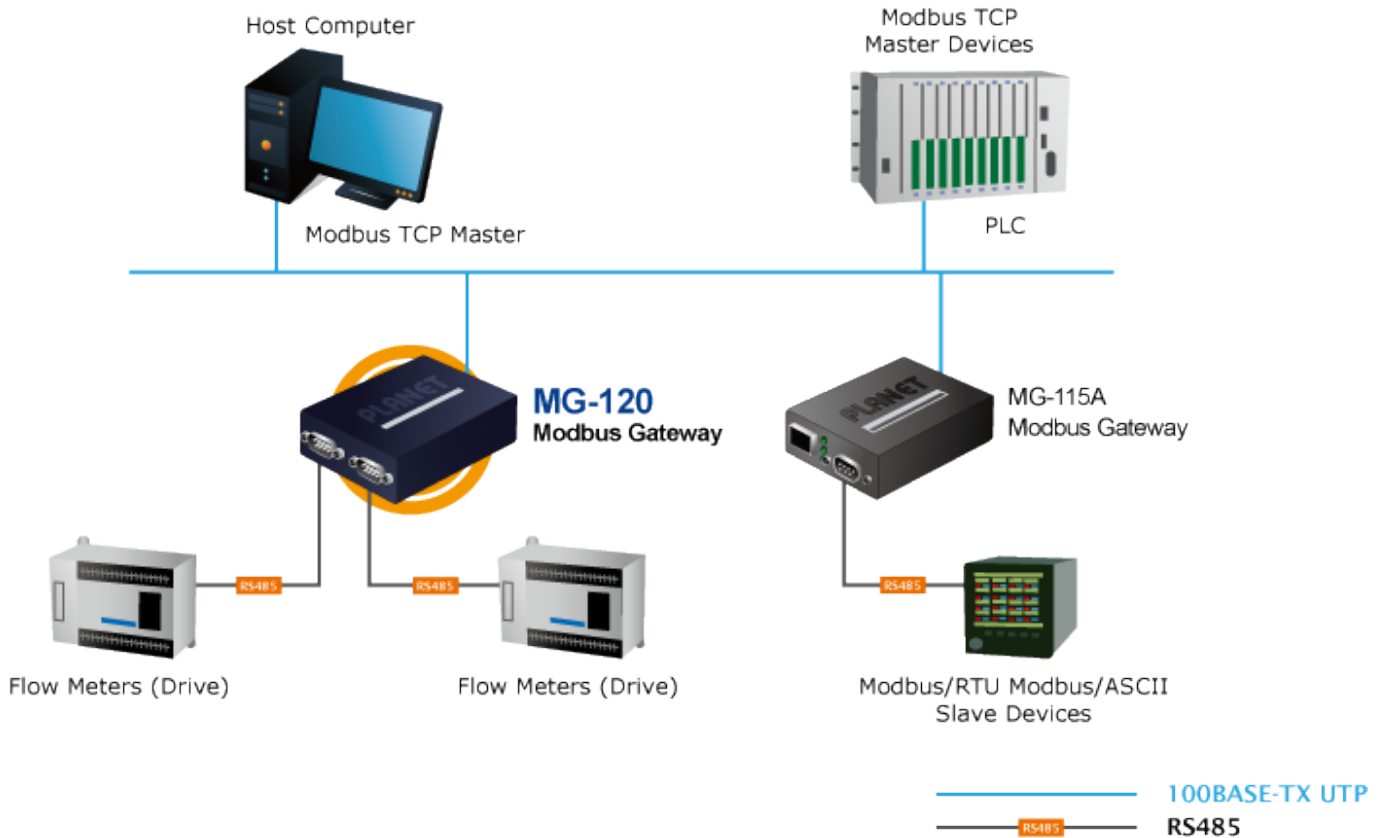 Host Computer
Modbus TCP
Master Devices
Modbus TCP Master
PLC
PLANET
MG-120
Modbus Gateway
PLANET
MG-115A
Modbus Gateway
RS485
RS485
RS485
Flow Meters (Drive)
Flow Meters (Drive)
Modbus/RTU Modbus/ASCII
Slave Devices
100BASE-TX UTP
RS485
RS485